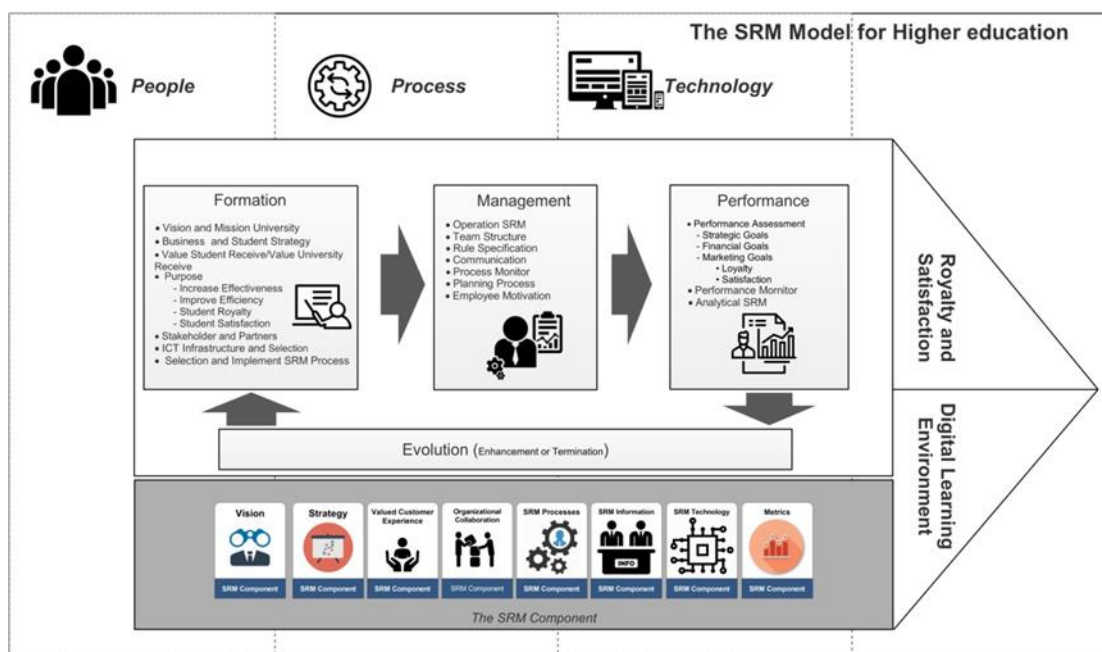 The SRM Model for Higher education
People
Process
Technology
Formation
• Vision and Mission University
• Business and Student Strategy
• Value Student Receive/Value University
Receive
• Purpose
- Increase Effectiveness
- Improve Efficiency
- Student Royalty
- Student Satisfaction
• Stakeholder and Partners
• ICT Infrastructure and Selection
• Selection and Implement SRM Process
Management
• Operation SRM
• Team Structure
• Rule Specification
• Communication
• Process Monitor
• Planning Process
• Employee Motivation
Performance
• Performance Assessment
- Strategic Goals
- Financial Goals
- Marketing Goals
• Loyalty
• Satisfaction
• Performance Mornitor
• Analytical SRM
Royalty and
Satisfaction
Evolution (Enhancement or Termination)
Digital Learning
Environment
Vision
SRM Component
Strategy
SRM Component
Valued Customer
Experience
SRM Component
Organizational
Collaboration
SRM Component
SRM Processes
SRM Component
SRM Information
INFO
SRM Component
SRM Technology
SRM Component
Metrics
SRM Component
The SRM Component